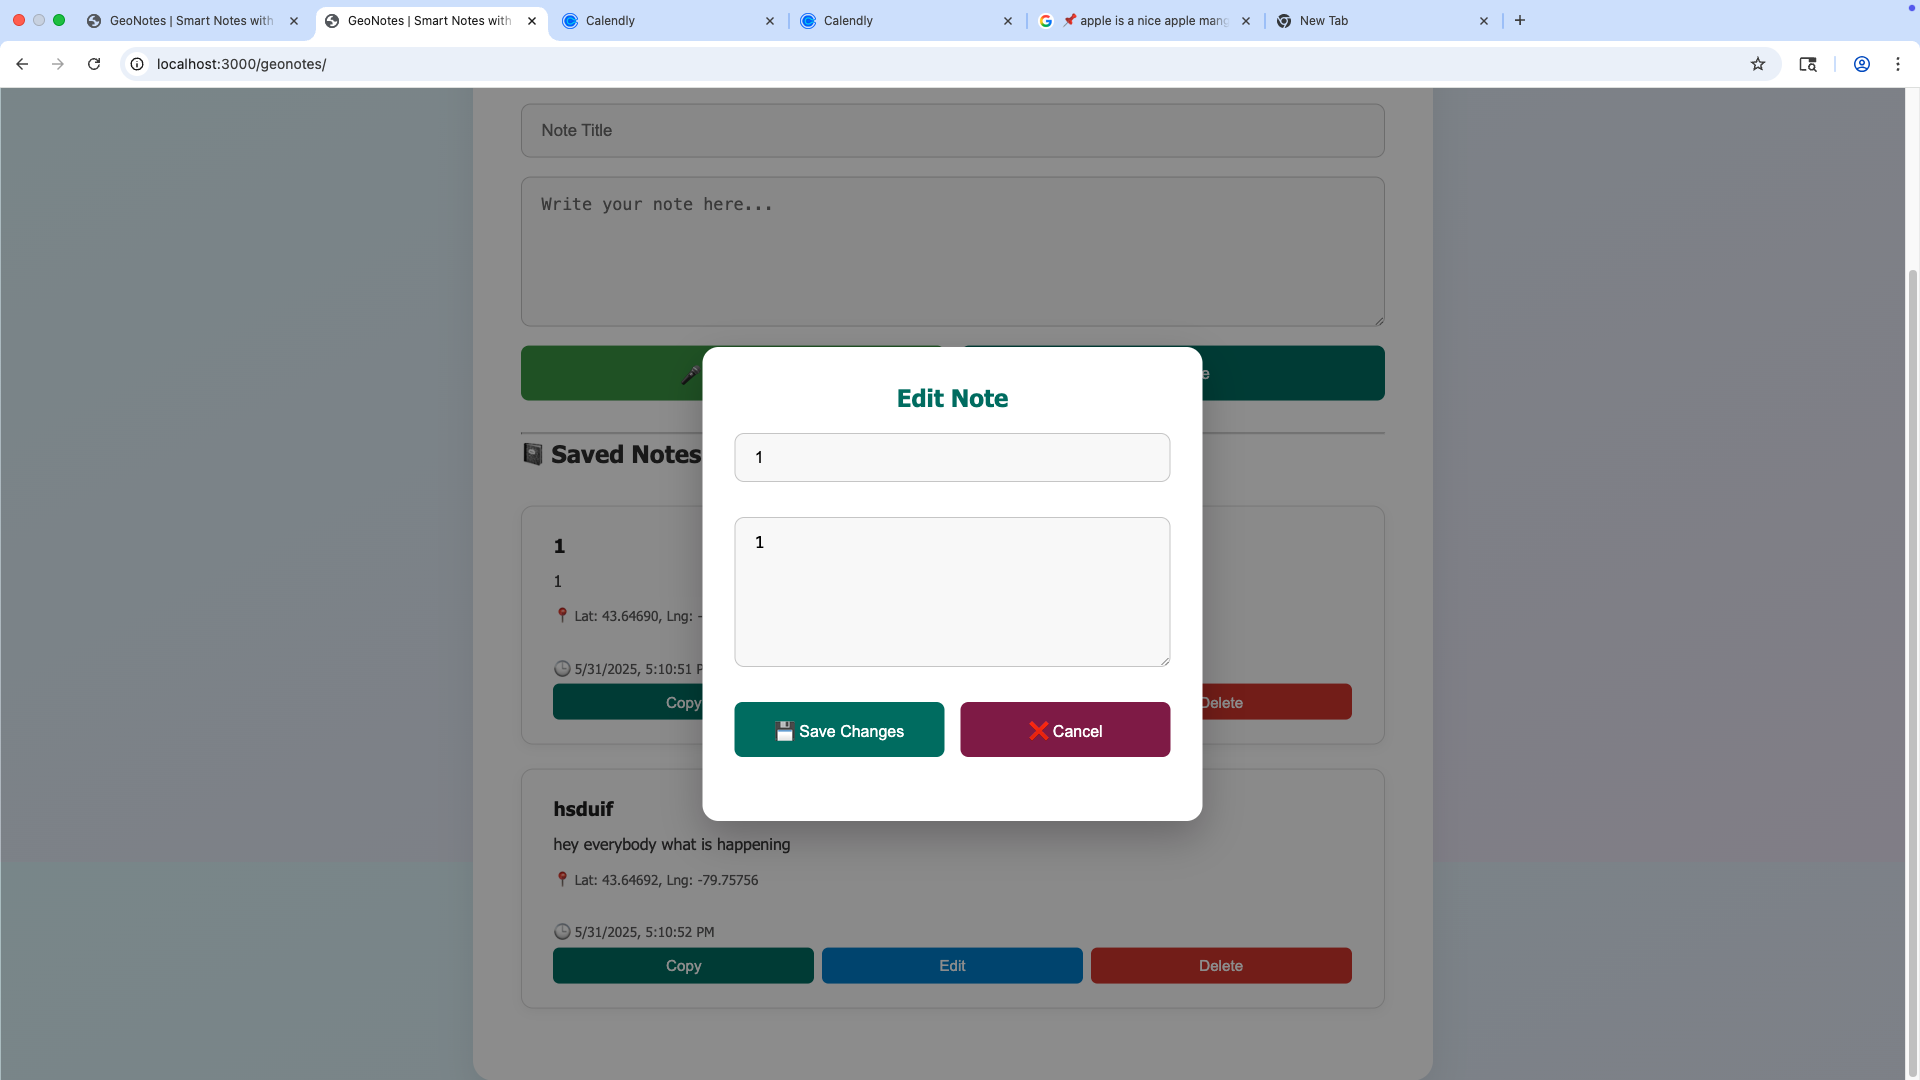 GeoNotes | Smart Notes with
GeoNotes | Smart Notes with
Calendly
Calendly
📌 apple is a nice apple mang
New Tab
localhost:3000/geonotes/
Note Title
Write your note here...
Edit Note
1
1
💾 Save Changes
❌ Cancel
📓 Saved Notes
1
1
📍 Lat: 43.64690, Lng: -
🕒 5/31/2025, 5:10:51 P
Copy
Delete
hsduif
hey everybody what is happening
📍 Lat: 43.64692, Lng: -79.75756
🕒 5/31/2025, 5:10:52 PM
Copy
Edit
Delete